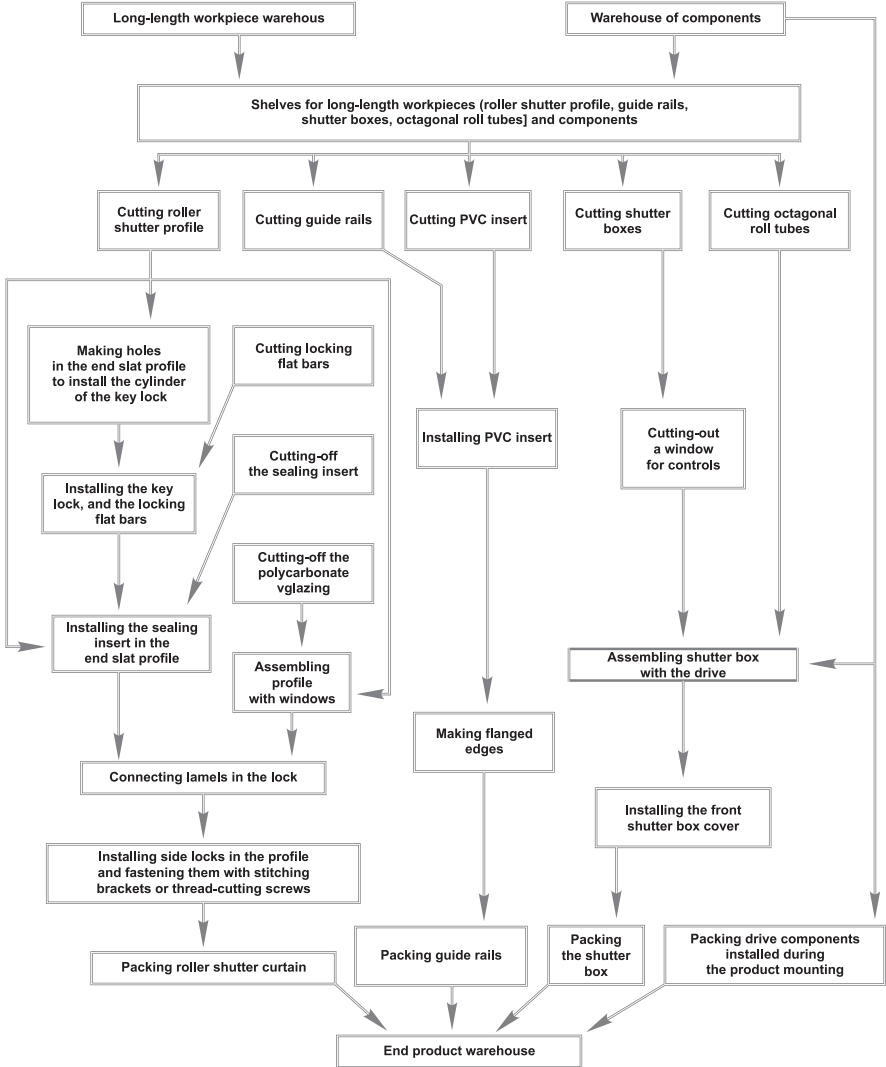 Long-length workpiece warehous
Warehouse of components
Shelves for long-length workpieces (roller shutter profile, guide rails,
shutter boxes, octagonal roll tubes] and components
Cutting roller
shutter profile
Cutting guide rails
Cutting PVC insert
Cutting shutter
boxes
Cutting octagonal
roll tubes
Making holes
in the end slat profile
to install the cylinder
of the key lock
Cutting locking
flat bars
Installing PVC insert
Cutting-out
a window
for controls
Cutting-off
the sealing insert
Installing the key
lock, and the locking
flat bars
Cutting-off the
polycarbonate
vglazing
Installing the sealing
insert in the
end slat profile
Assembling
profile
with windows
Assembling shutter box
with the drive
Making flanged
edges
Connecting lamels in the lock
Installing the front
shutter box cover
Installing side locks in the profile
and fastening them with stitching
brackets or thread-cutting screws
Packing roller shutter curtain
Packing guide rails
Packing
the shutter
box
Packing drive components
installed during
the product mounting
End product warehouse